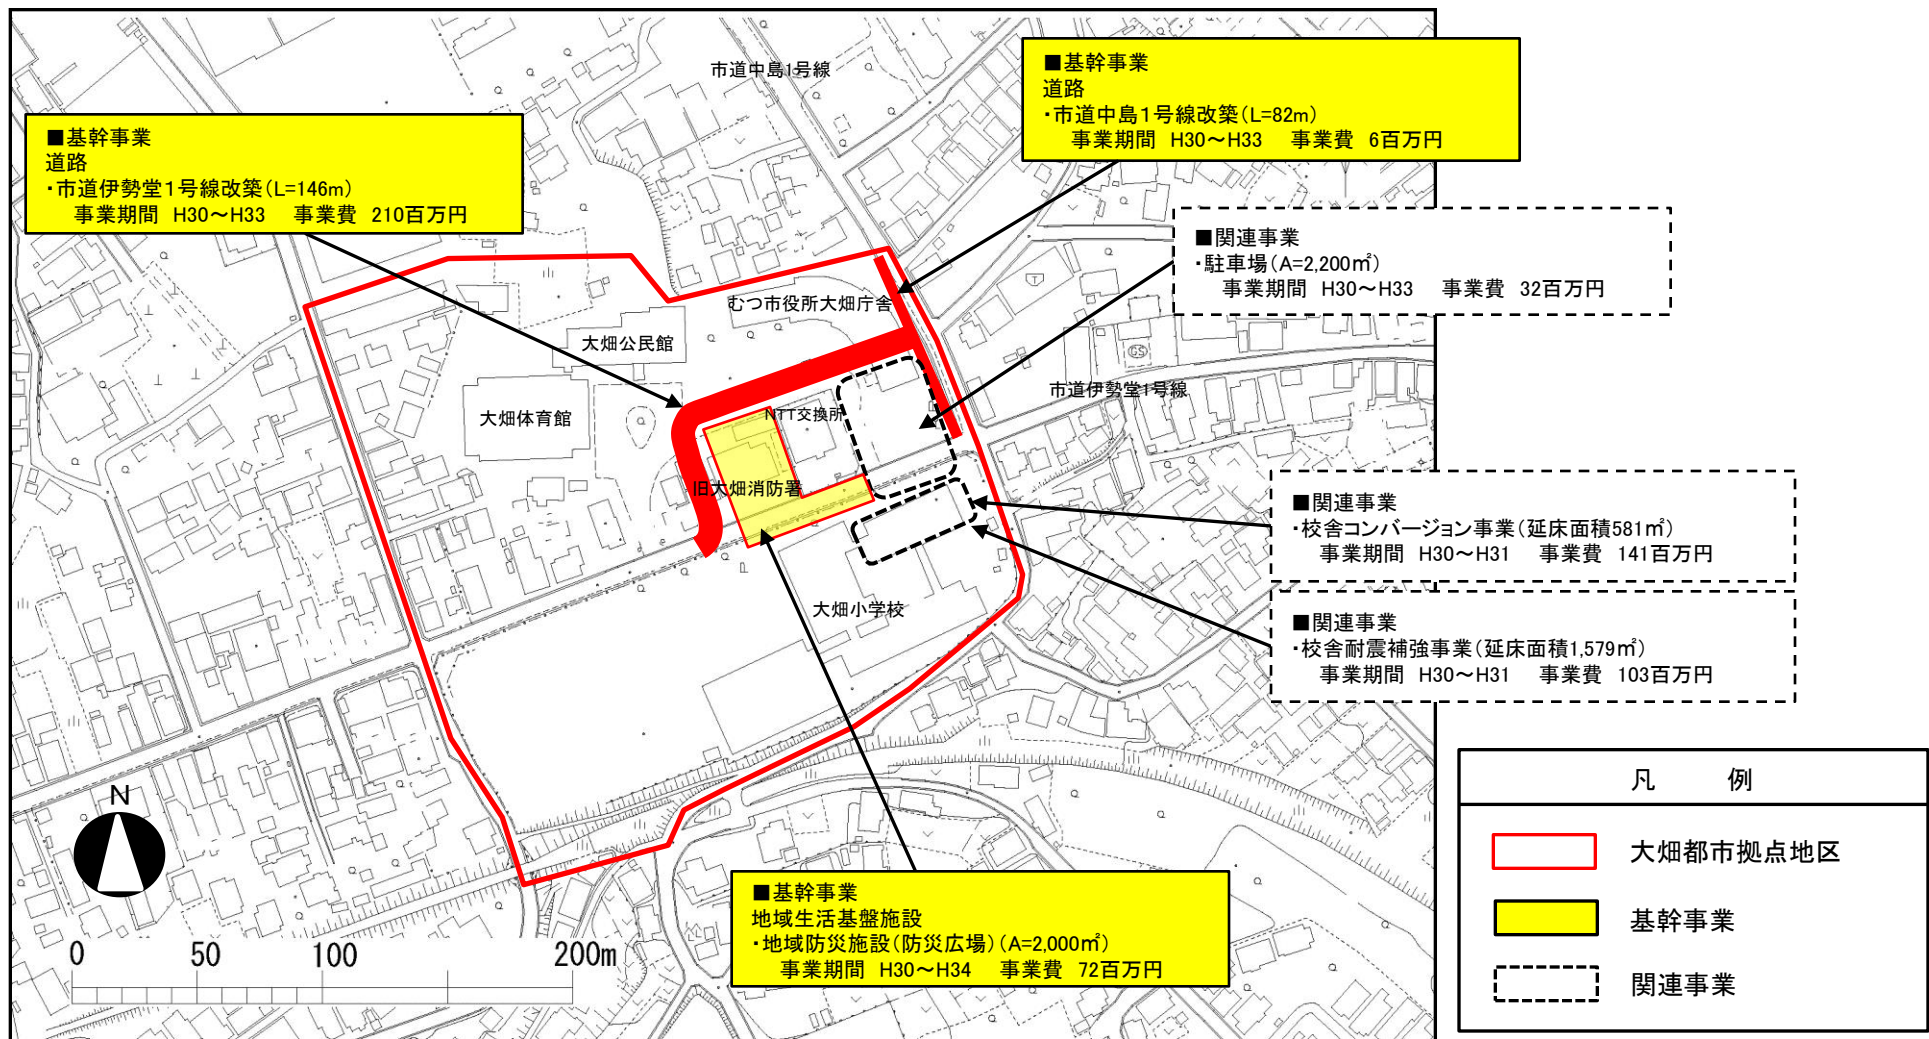 市道中島1号線
■基幹事業
道路
・市道中島1号線改築(L=82m)
事業期間 H30～H33 事業費 6百万円
■基幹事業
道路
・市道伊勢堂1号線改築(L=146m)
事業期間 H30～H33 事業費 210百万円
■関連事業
・駐車場(A=2,200㎡)
事業期間 H30～H33 事業費 32百万円
むつ市役所大畑庁舎
大畑公民館
市道伊勢堂1号線
大畑体育館
NTT交換所
旧大畑消防署
GS
■関連事業
・校舎コンバージョン事業(延床面積581㎡)
事業期間 H30～H31 事業費 141百万円
大畑小学校
■関連事業
・校舎耐震補強事業(延床面積1,579㎡)
事業期間 H30～H31 事業費 103百万円
N
0 50 100 200m
■基幹事業
地域生活基盤施設
・地域防災施設(防災広場)(A=2,000㎡)
事業期間 H30～H34 事業費 72百万円
凡 例
大畑都市拠点地区
基幹事業
関連事業